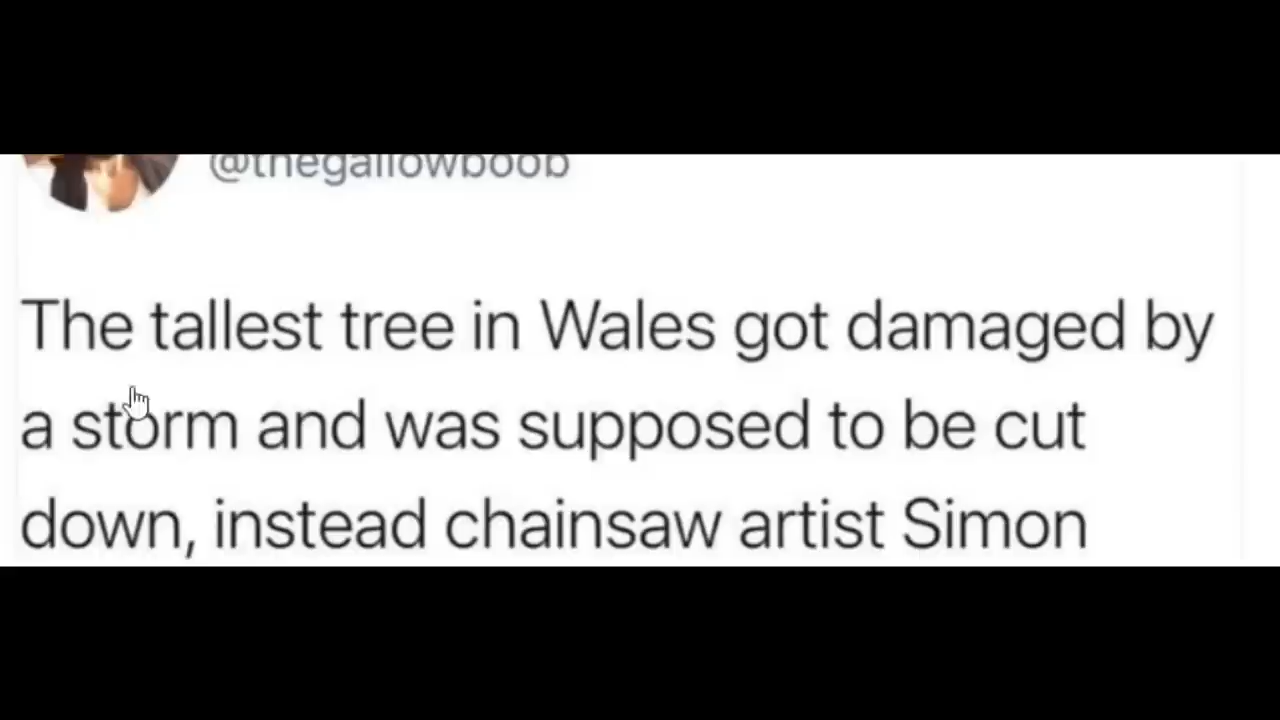 @thegallowboob
The tallest tree in Wales got damaged by
a storm and was supposed to be cut
down, instead chainsaw artist Simon